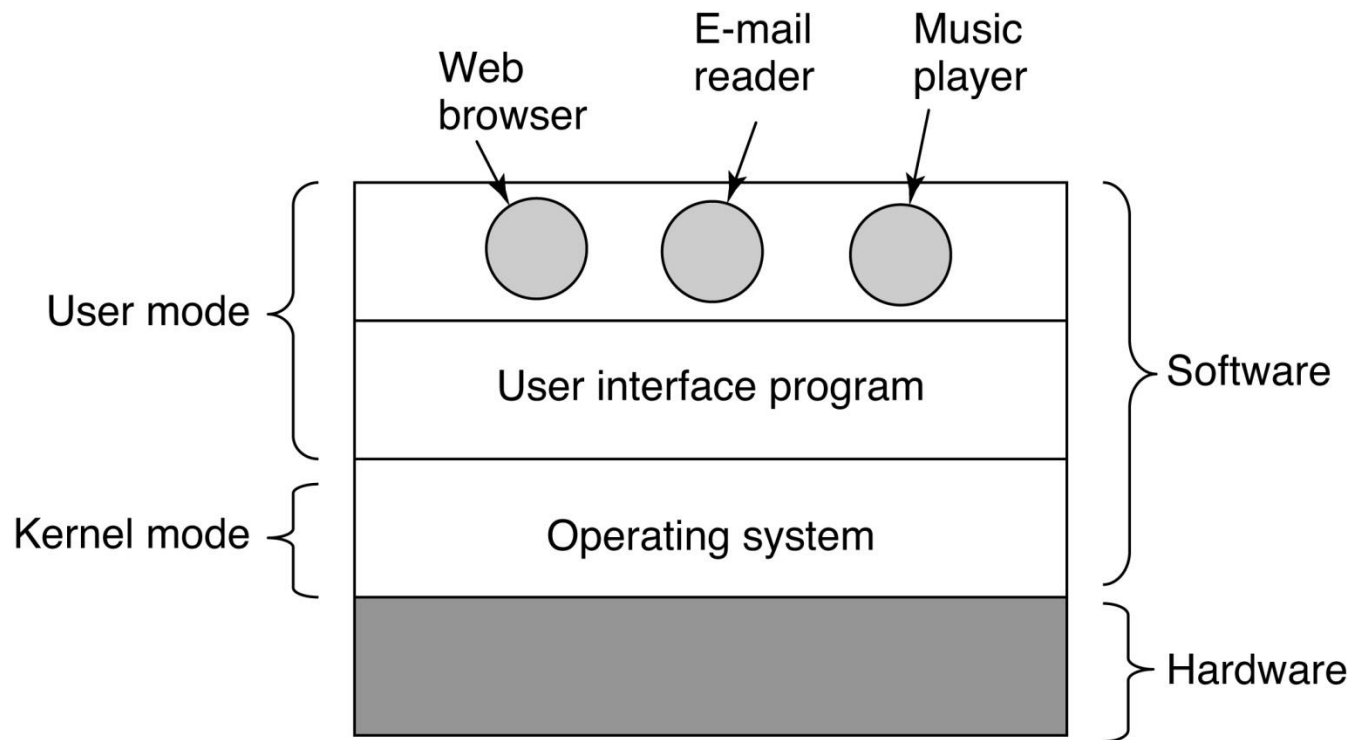 Web
browser
E-mail
reader
Music
player
User mode
User interface program
Software
Kernel mode
Operating system
Hardware